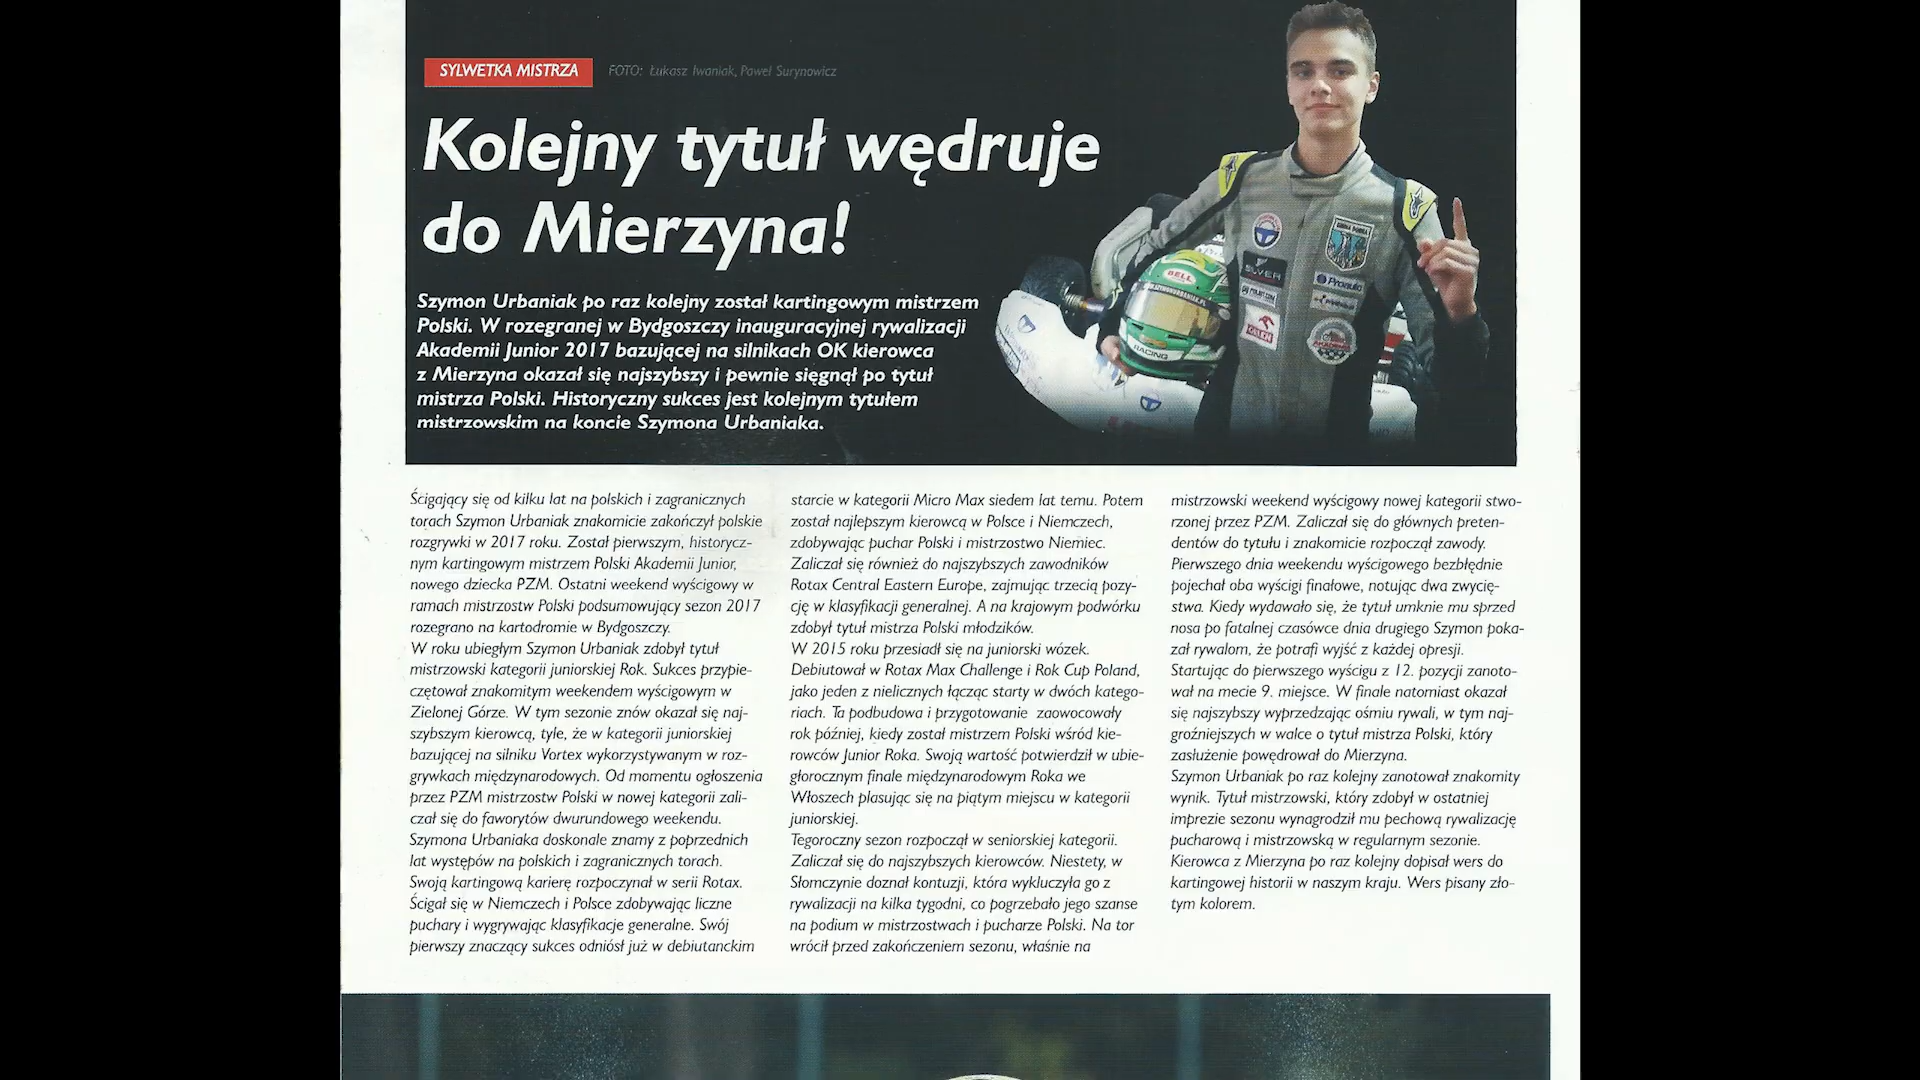 SYLWETKA MISTRZA
FOTO: Łukasz Iwaniak, Paweł Surynowicz
Kolejny tytuł wędruje
do Mierzyna!
Szymon Urbaniak po raz kolejny został kartingowym mistrzem
Polski. W rozegranej w Bydgoszczy inauguracyjnej rywalizacji
Akademii Junior 2017 bazującej na silnikach OK kierowca
z Mierzyna okazał się najszybszy i pewnie sięgnął po tytuł
mistrza Polski. Historyczny sukces jest kolejnym tytułem
mistrzowskim na koncie Szymona Urbaniaka.
GMINA DOBRA
BELL
SILVER
Proauto
ORLEN
RACING
Ścigający się od kilku lat na polskich i zagranicznych
torach Szymon Urbaniak znakomicie zakończył polskie
rozgrywki w 2017 roku. Został pierwszym, historycz-
nym kartingowym mistrzem Polski Akademii Junior,
nowego dziecka PZM. Ostatni weekend wyścigowy w
ramach mistrzostw Polski podsumowujący sezon 2017
rozegrano na kartodromie w Bydgoszczy.
W roku ubiegłym Szymon Urbaniak zdobył tytuł
mistrzowski kategorii juniorskiej Rok. Sukces przypie-
czętował znakomitym weekendem wyścigowym w
Zielonej Górze. W tym sezonie znów okazał się naj-
szybszym kierowcą, tyle, że w kategorii juniorskiej
bazującej na silniku Vortex wykorzystywanym w roz-
grywkach międzynarodowych. Od momentu ogłoszenia
przez PZM mistrzostw Polski w nowej kategorii zali-
czał się do faworytów dwurundowego weekendu.
Szymona Urbaniaka doskonale znamy z poprzednich
lat występów na polskich i zagranicznych torach.
Swoją kartingową karierę rozpoczynał w serii Rotax.
Ścigał się w Niemczech i Polsce zdobywając liczne
puchary i wygrywając klasyfikacje generalne. Swój
pierwszy znaczący sukces odniósł już w debiutanckim
starcie w kategorii Micro Max siedem lat temu. Potem
został najlepszym kierowcą w Polsce i Niemczech,
zdobywając puchar Polski i mistrzostwo Niemiec.
Zaliczał się również do najszybszych zawodników
Rotax Central Eastern Europe, zajmując trzecią pozy-
cję w klasyfikacji generalnej. A na krajowym podwórku
zdobył tytuł mistrza Polski młodzików.
W 2015 roku przesiadł się na juniorski wózek.
Debiutował w Rotax Max Challenge i Rok Cup Poland,
jako jeden z nielicznych łącząc starty w dwóch katego-
riach. Ta podbudowa i przygotowanie zaowocowały
rok później, kiedy został mistrzem Polski wśród kie-
rowców Junior Roka. Swoją wartość potwierdził w ubie-
głorocznym finale międzynarodowym Roka we
Włoszech plasując się na piątym miejscu w kategorii
juniorskiej.
Tegoroczny sezon rozpoczął w seniorskiej kategorii.
Zaliczał się do najszybszych kierowców. Niestety, w
Słomczynie doznał kontuzji, która wykluczyła go z
rywalizacji na kilka tygodni, co pogrzebało jego szanse
na podium w mistrzostwach i pucharze Polski. Na tor
wrócił przed zakończeniem sezonu, właśnie na
mistrzowski weekend wyścigowy nowej kategorii stwo-
rzonej przez PZM. Zaliczał się do głównych preten-
dentów do tytułu i znakomicie rozpoczął zawody.
Pierwszego dnia weekendu wyścigowego bezbłędnie
pojechał oba wyścigi finałowe, notując dwa zwycię-
stwa. Kiedy wydawało się, że tytuł umknie mu sprzed
nosa po fatalnej czasówce dnia drugiego Szymon poka-
zał rywalom, że potrafi wyjść z każdej opresji.
Startując do pierwszego wyścigu z 12. pozycji zanoto-
wał na mecie 9. miejsce. W finale natomiast okazał
się najszybszy wyprzedzając ośmiu rywali, w tym naj-
groźniejszych w walce o tytuł mistrza Polski, który
zasłużenie powędrował do Mierzyna.
Szymon Urbaniak po raz kolejny zanotował znakomity
wynik. Tytuł mistrzowski, który zdobył w ostatniej
imprezie sezonu wynagrodził mu pechową rywalizację
pucharową i mistrzowską w regularnym sezonie.
Kierowca z Mierzyna po raz kolejny dopisał wers do
kartingowej historii w naszym kraju. Wers pisany zło-
tym kolorem.